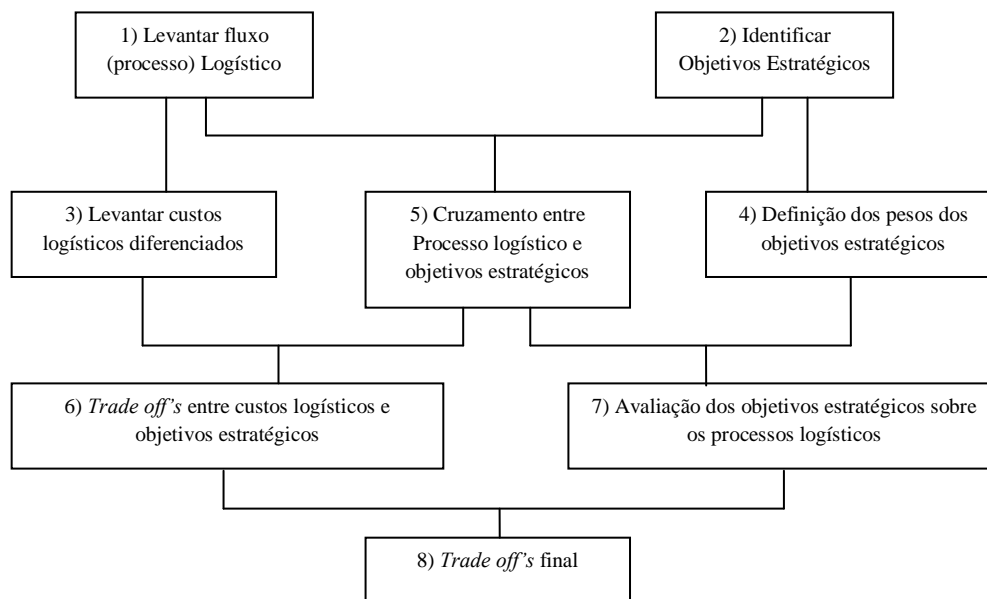 1) Levantar fluxo
(processo) Logístico
2) Identificar
Objetivos Estratégicos
3) Levantar custos
logísticos diferenciados
5) Cruzamento entre
Processo logístico e
objetivos estratégicos
4) Definição dos pesos dos
objetivos estratégicos
6) Trade off’s entre custos logísticos e
objetivos estratégicos
7) Avaliação dos objetivos estratégicos sobre
os processos logísticos
8) Trade off’s final